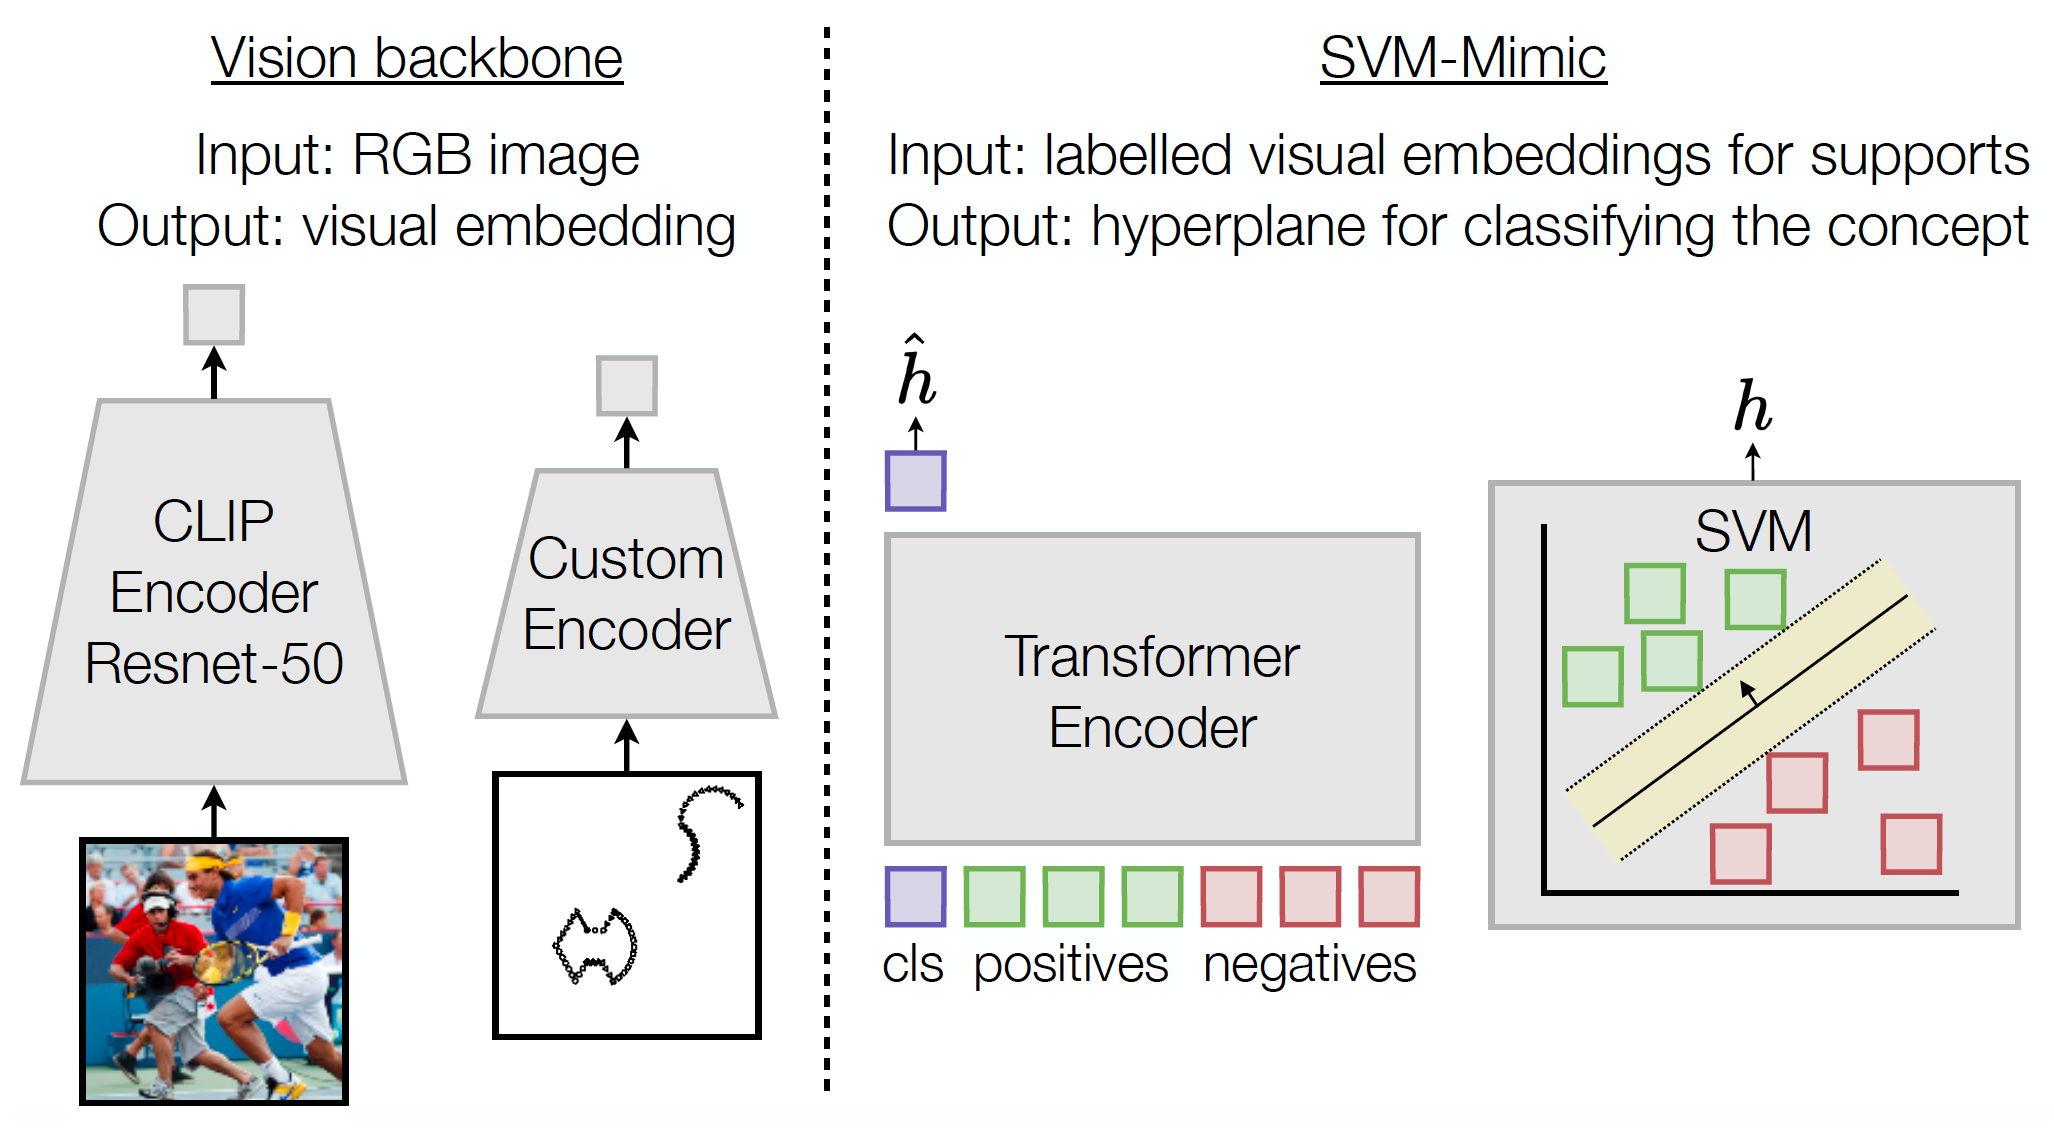 Vision backbone
Input: RGB image
Output: visual embedding
CLIP
Encoder
Resnet-50
Custom
Encoder
SVM-Mimic
Input: labelled visual embeddings for supports
Output: hyperplane for classifying the concept
ĥ
Transformer
Encoder
cls positives negatives
h
SVM